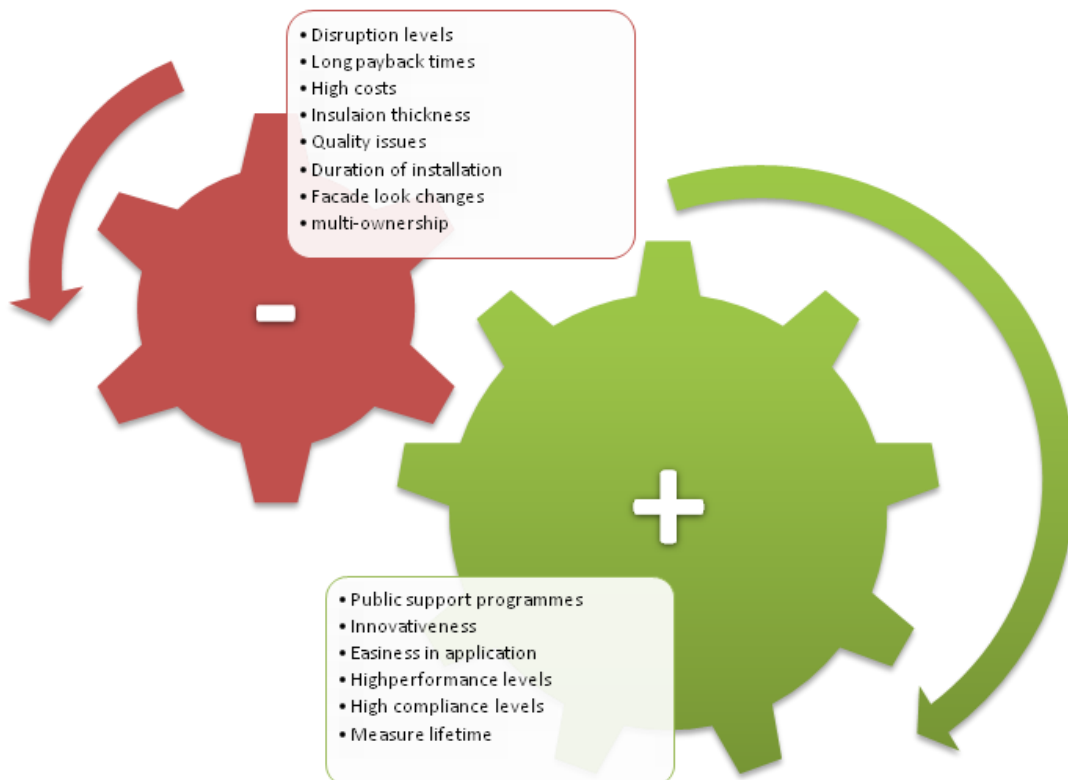 • Disruption levels
• Long payback times
• High costs
• Insulaion thickness
• Quality issues
• Duration of installation
• Facade look changes
• multi-ownership
-
+
• Public support programmes
• Innovativeness
• Easiness in application
• Highperformance levels
• High compliance levels
• Measure lifetime